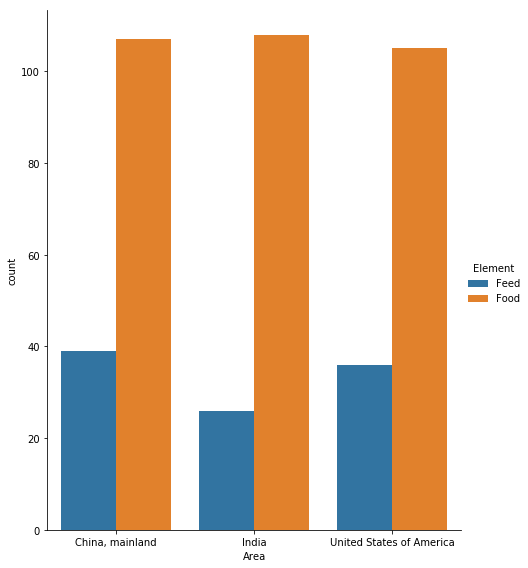 100
80
60
40
20
0
count
China, mainland
India
United States of America
Area
Element
Feed
Food